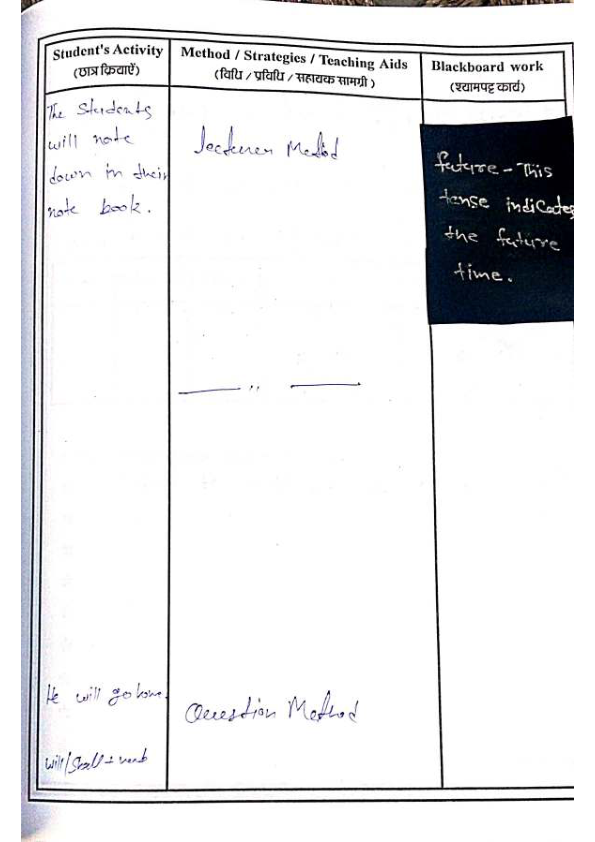 Student's Activity
(छात्र क्रियाऐं)
Method / Strategies / Teaching Aids
(विधि / प्रविधि / सहायक सामग्री)
Blackboard work
(श्यामपट्ट कार्य)
The Students
will note
down in their
note book.
Lecturer Method
future - This
tense indicates
the future
time.
—— " ——
He will go home.
Question Method
will/Shall + verb